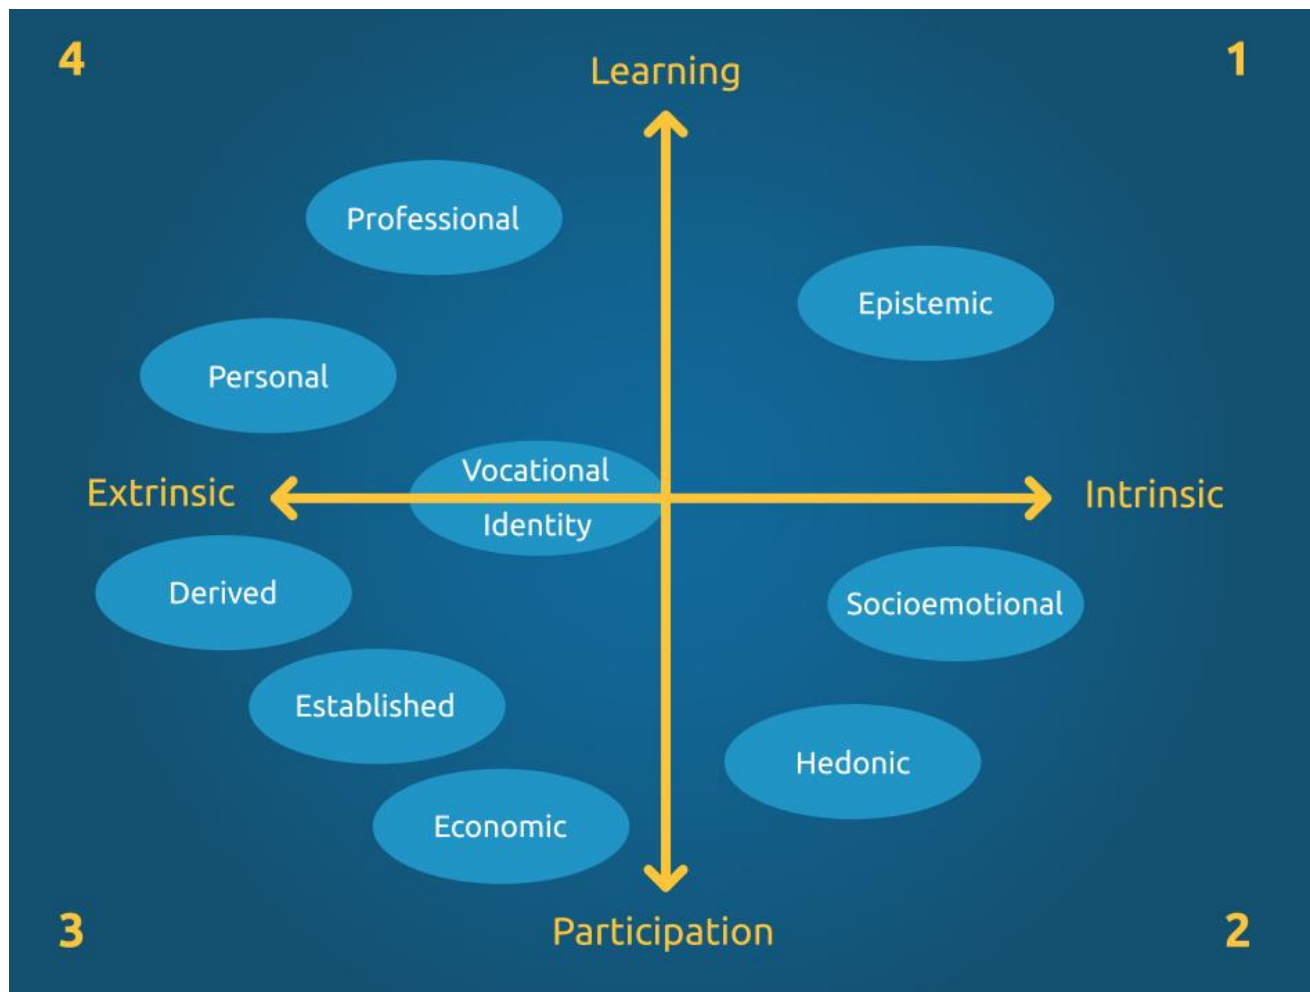 4
1
Learning
Professional
Epistemic
Personal
Vocational
Identity
Extrinsic
Intrinsic
Derived
Socioemotional
Established
Hedonic
Economic
3
Participation
2